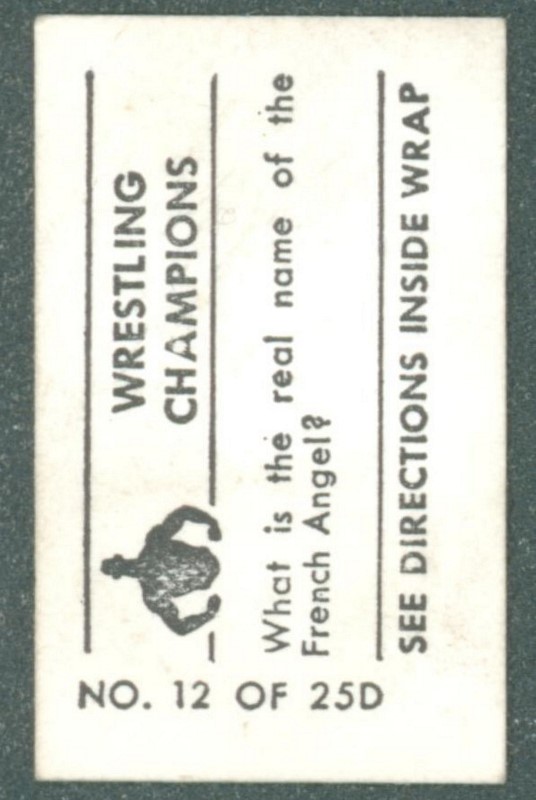 WRESTLING
CHAMPIONS
What is the real name of the
French Angel?
SEE DIRECTIONS INSIDE WRAP
NO. 12 OF 25D